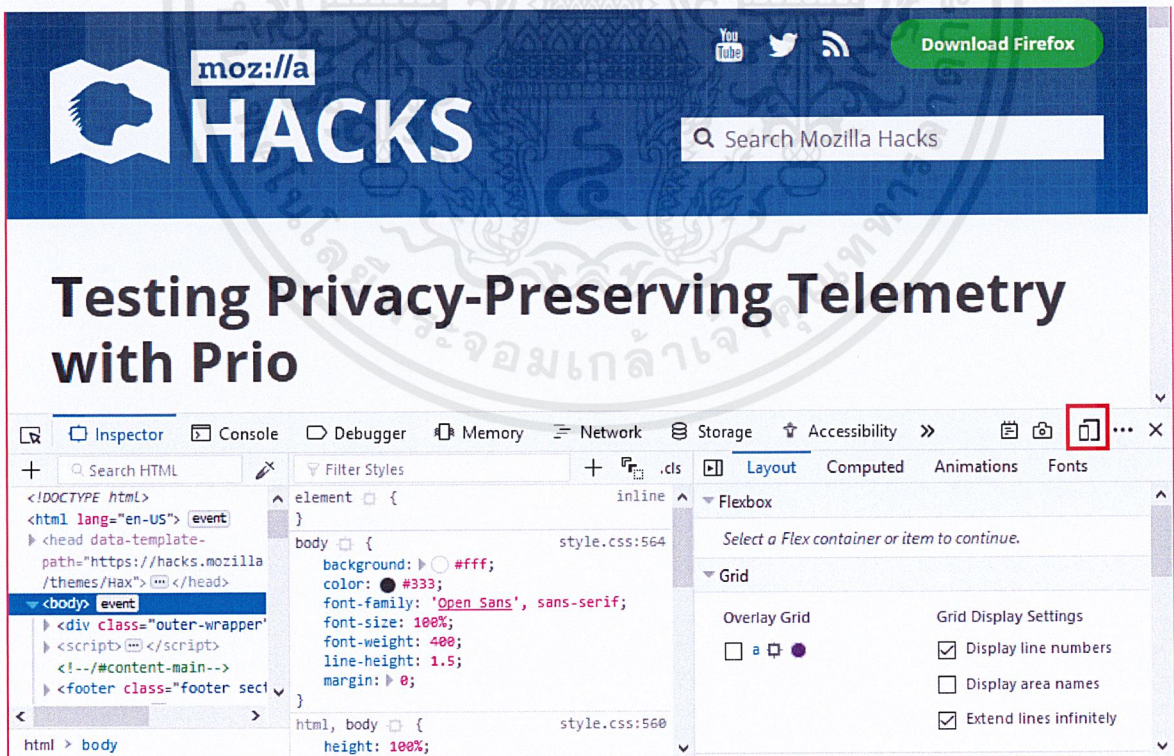 You
Tube
Download Firefox
moz://a
HACKS
Search Mozilla Hacks
Testing Privacy-Preserving Telemetry
with Prio
Inspector Console Debugger Memory Network Storage Accessibility »
+ Search HTML
Filter Styles + .cls
Layout Computed Animations Fonts
<!DOCTYPE html>
<html lang="en-US"> event
<head data-template-
path="https://hacks.mozilla
/themes/Hax"> </head>
<body> event
<div class="outer-wrapper"
<script> </script>
<!--/#content-main-->
<footer class="footer sect
html > body
element { inline
}
body { style.css:564
background: #fff;
color: #333;
font-family: 'Open Sans', sans-serif;
font-size: 100%;
font-weight: 400;
line-height: 1.5;
margin: 0;
}
html, body { style.css:560
height: 100%;
Flexbox
Select a Flex container or item to continue.
Grid
Overlay Grid
a
Grid Display Settings
Display line numbers
Display area names
Extend lines infinitely